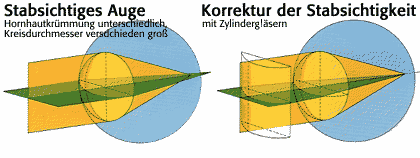 Stabsichtiges Auge
Hornhautkrümmung unterschiedlich,
Kreisdurchmesser verschieden groß
Korrektur der Stabsichtigkeit
mit Zylindergläsern